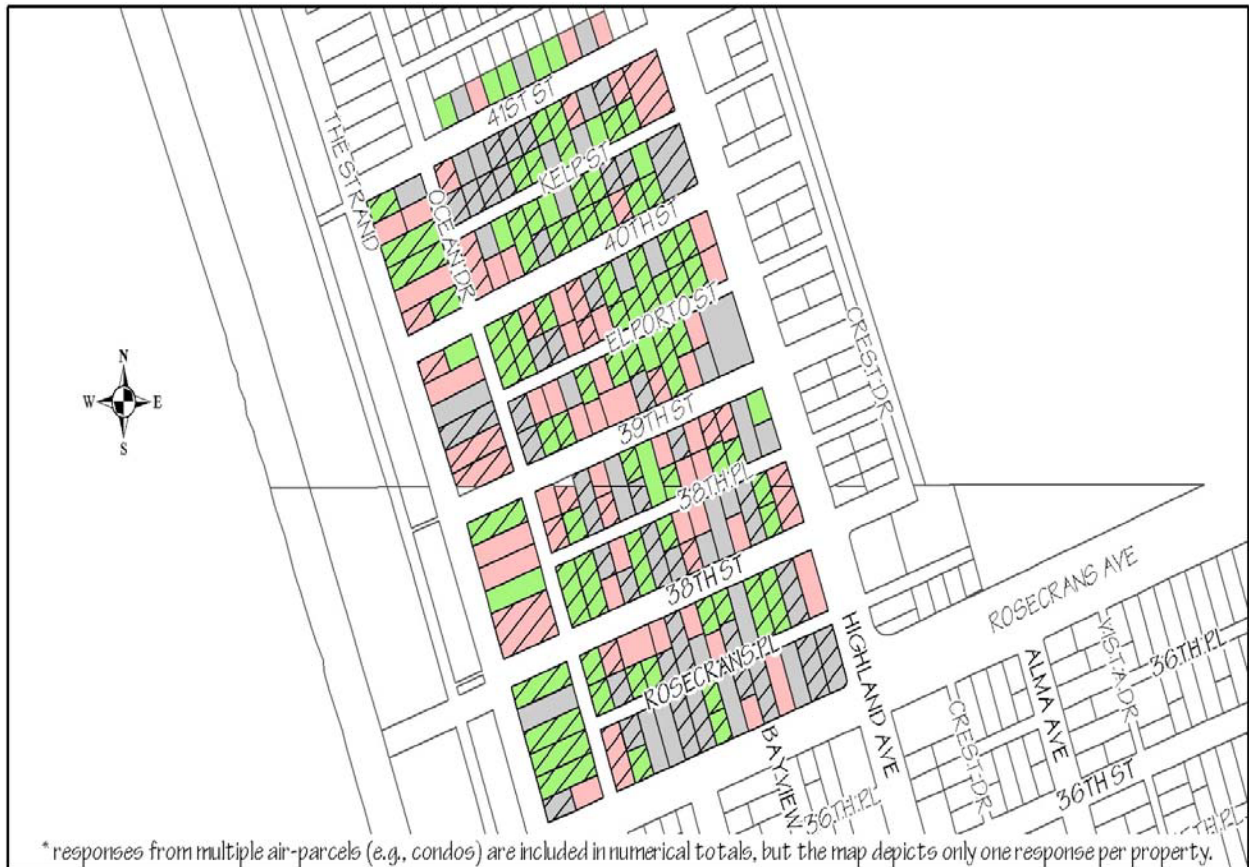 41ST ST
THE STRAND
KELP ST
OCEAN DR
40TH ST
EL PORTO ST
CREST DR
N
W E
S
39TH ST
38TH PL
38TH ST
ROSECRANS AVE
ROSECRANS PL
HIGHLAND AVE
ALMA AVE
VISTA DR
36TH PL
CREST DR
BAYVIEW
36TH PL
36TH ST
* responses from multiple air-parcels (e.g., condos) are included in numerical totals, but the map depicts only one response per property.